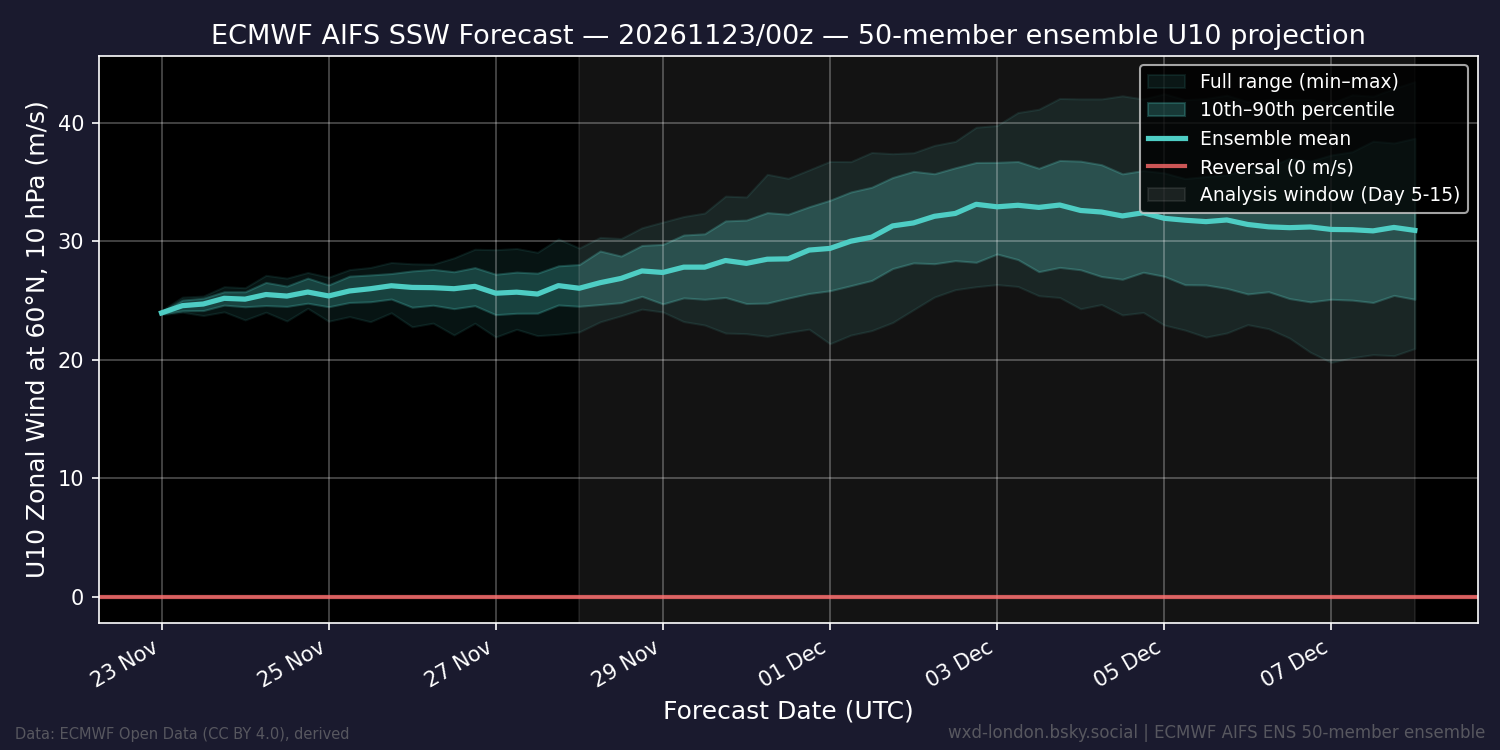 ECMWF AIFS SSW Forecast — 20261123/00z — 50-member ensemble U10 projection
U10 Zonal Wind at 60°N, 10 hPa (m/s)
40
30
20
10
0
Full range (min–max)
10th–90th percentile
Ensemble mean
Reversal (0 m/s)
Analysis window (Day 5-15)
23 Nov
25 Nov
27 Nov
29 Nov
01 Dec
03 Dec
05 Dec
07 Dec
Forecast Date (UTC)
Data: ECMWF Open Data (CC BY 4.0), derived
wxd-london.bsky.social | ECMWF AIFS ENS 50-member ensemble